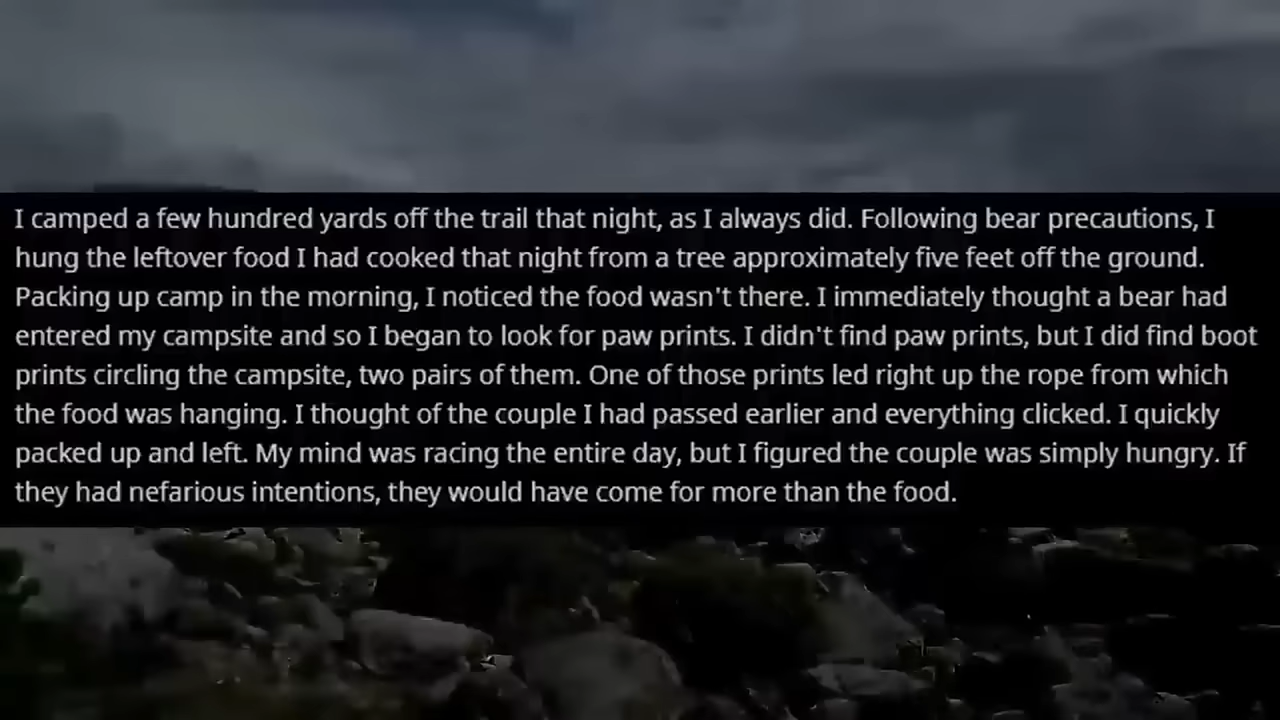 I camped a few hundred yards off the trail that night, as I always did. Following bear precautions, I
hung the leftover food I had cooked that night from a tree approximately five feet off the ground.
Packing up camp in the morning, I noticed the food wasn't there. I immediately thought a bear had
entered my campsite and so I began to look for paw prints. I didn't find paw prints, but I did find boot
prints circling the campsite, two pairs of them. One of those prints led right up the rope from which
the food was hanging. I thought of the couple I had passed earlier and everything clicked. I quickly
packed up and left. My mind was racing the entire day, but I figured the couple was simply hungry. If
they had nefarious intentions, they would have come for more than the food.